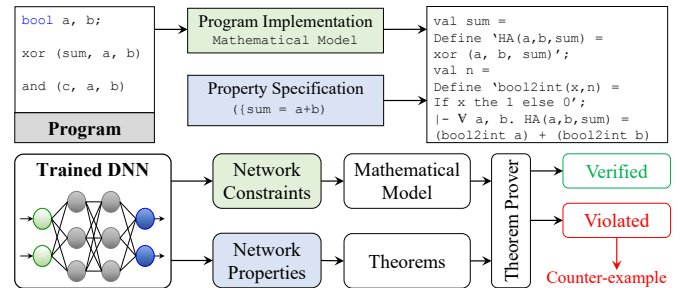 bool a, b;
xor (sum, a, b)
and (c, a, b)
Program
Program Implementation
Mathematical Model
Property Specification
({sum = a+b)
val sum =
Define ‘HA(a,b,sum) =
xor (a, b, sum)’;
val n =
Define ‘bool2int(x,n) =
If x the 1 else 0’;
|- ∀ a, b. HA(a,b,sum) =
(bool2int a) + (bool2int b)
Trained DNN
Network
Constraints
Mathematical
Model
Network
Properties
Theorems
Theorem Prover
Verified
Violated
Counter-example